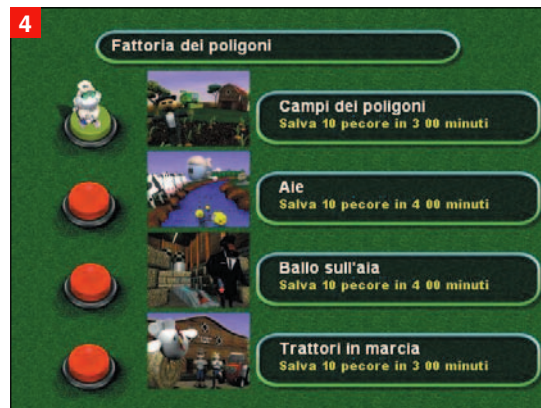 4
Fattoria dei poligoni
Campi dei poligoni
Salva 10 pecore in 3 00 minuti
Aie
Salva 10 pecore in 4 00 minuti
Ballo sull'aia
Salva 10 pecore in 4 00 minuti
Trattori in marcia
Salva 10 pecore in 3 00 minuti